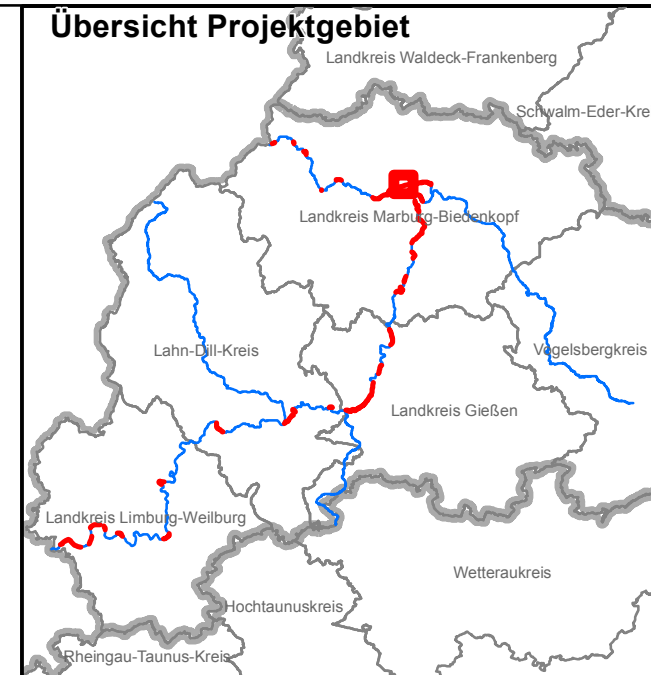 Übersicht Projektgebiet
Landkreis Waldeck-Frankenberg
Schwalm-Eder-Kre
Landkreis Marburg-Biedenkopf
Lahn-Dill-Kreis
Vogelsbergkreis
Landkreis Gießen
Landkreis Limburg-Weilburg
Wetteraukreis
Hochtaunuskreis
Rheingau-Taunus-Kreis